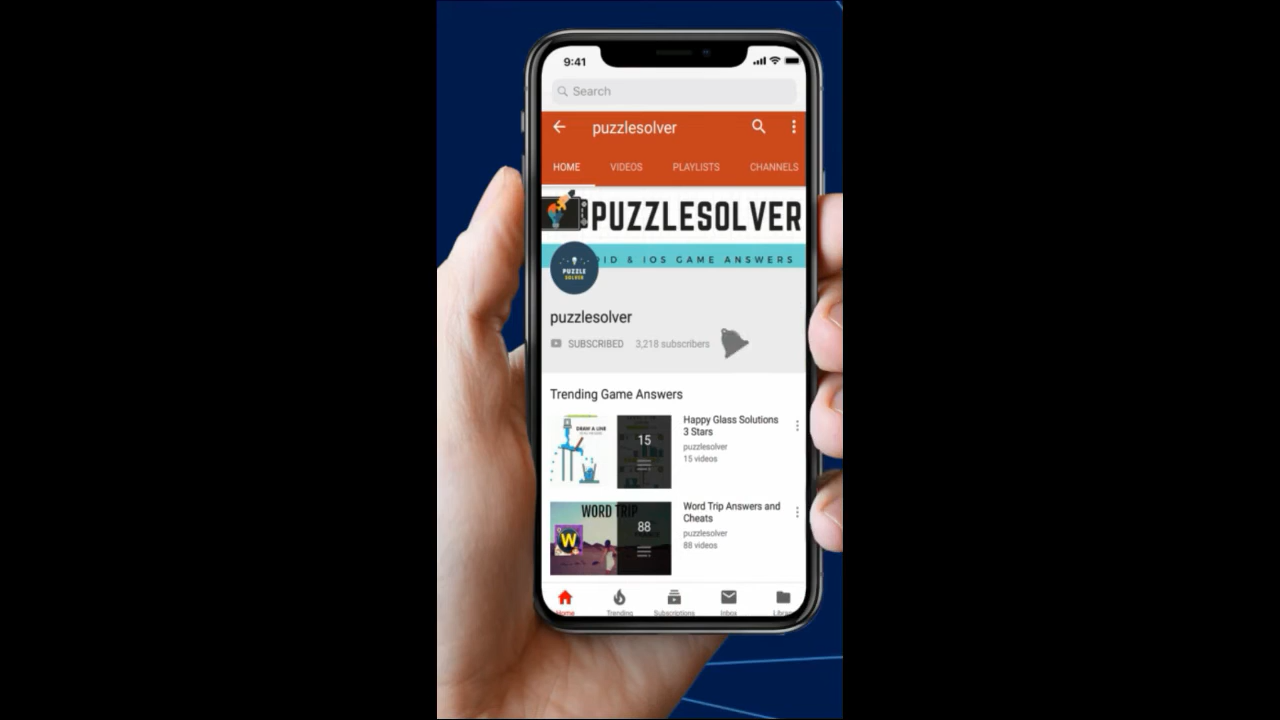 9:41
Search
puzzlesolver
HOME VIDEOS PLAYLISTS CHANNELS
PUZZLESOLVER
ID & IOS GAME ANSWERS
PUZZLE
SOLVER
puzzlesolver
SUBSCRIBED 3,218 subscribers
Trending Game Answers
DRAW A LINE
15
Happy Glass Solutions
3 Stars
puzzlesolver
15 videos
WORD TRIP
W
88
Word Trip Answers and
Cheats
puzzlesolver
88 videos
Home Trending Subscriptions Inbox